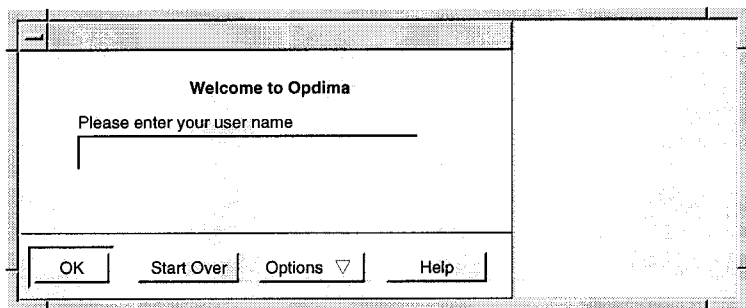 Welcome to Opdima
Please enter your user name
OK Start Over Options Help